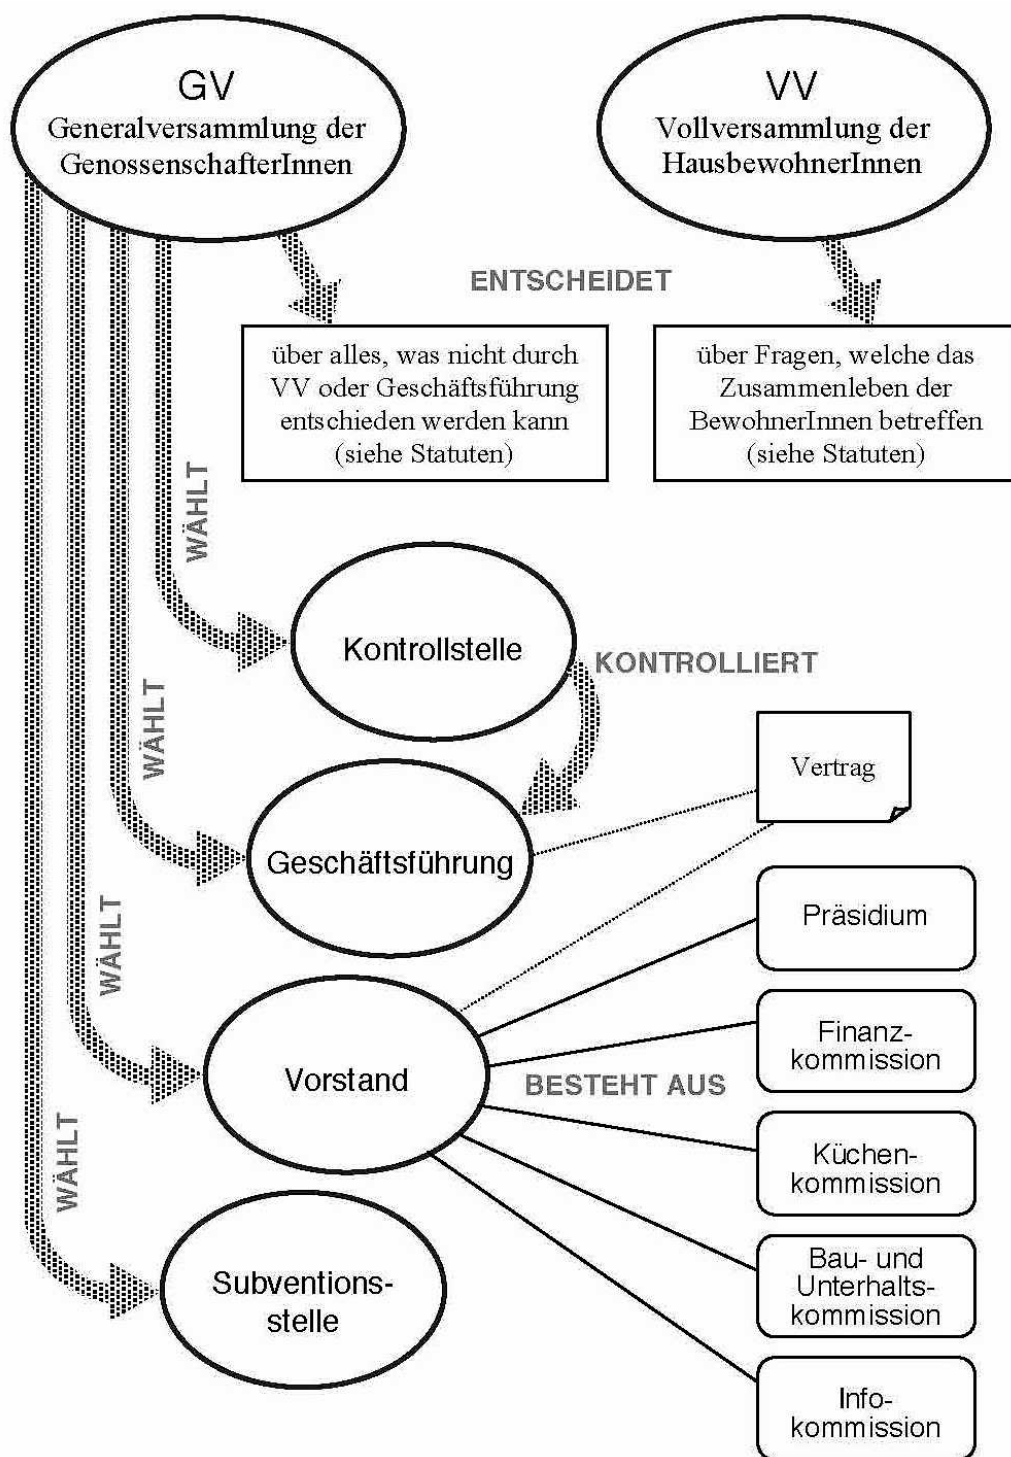 GV
Generalversammlung der
GenossenschafterInnen
VV
Vollversammlung der
HausbewohnerInnen
ENTSCHEIDET
über alles, was nicht durch
VV oder Geschäftsführung
entschieden werden kann
(siehe Statuten)
über Fragen, welche das
Zusammenleben der
BewohnerInnen betreffen
(siehe Statuten)
WÄHLT
Kontrollstelle
KONTROLLIERT
WÄHLT
Vertrag
Geschäftsführung
Präsidium
WÄHLT
Finanz-
kommission
Vorstand
BESTEHT AUS
Küchen-
kommission
WÄHLT
Bau- und
Unterhalts-
kommission
Subventions-
stelle
Info-
kommission